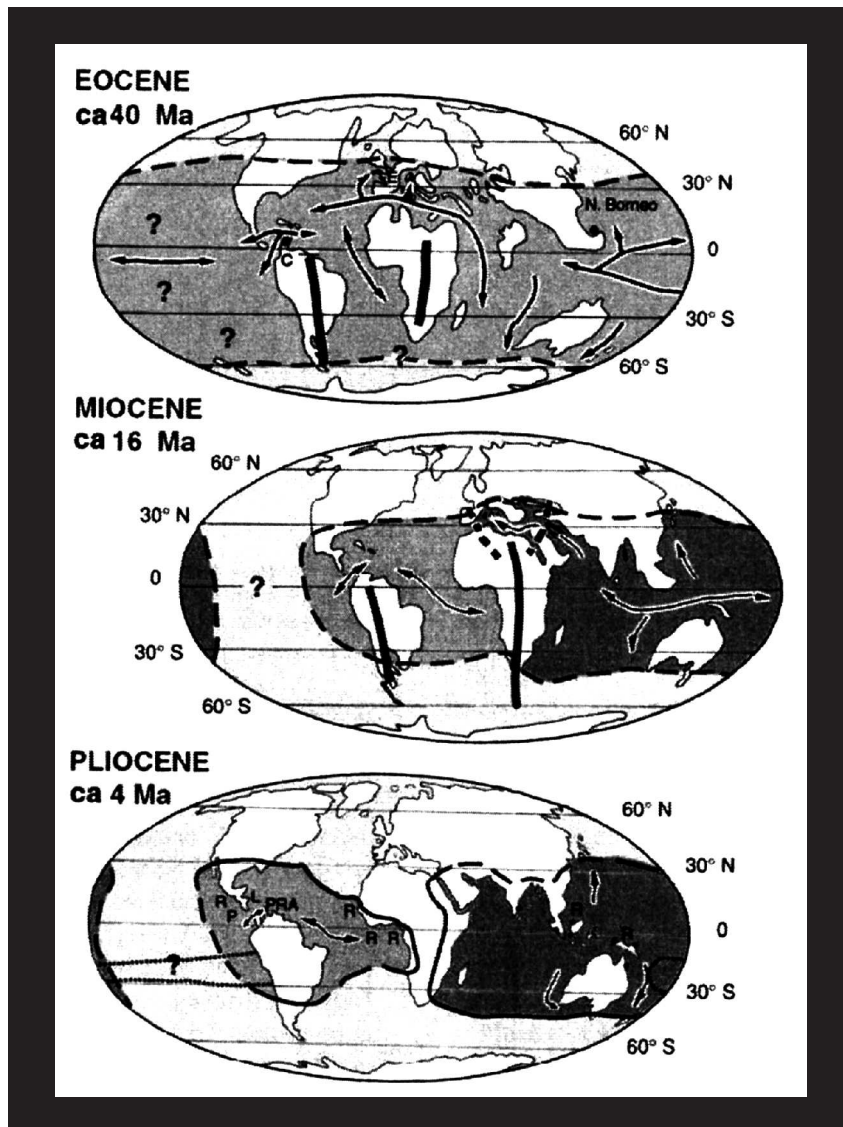 EOCENE
ca 40 Ma
60° N
30° N
?
N. Borneo
0
C
?
30° S
?
?
60° S
MIOCENE
ca 16 Ma
60° N
30° N
0
?
30° S
60° S
PLIOCENE
ca 4 Ma
60° N
30° N
R
L
P
PRA
R
R
R
R
R
0
?
30° S
60° S